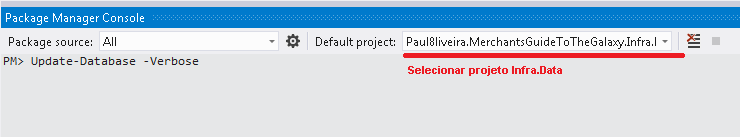 Package Manager Console
Package source: All Default project: Paul8liveira.MerchantsGuideToTheGalaxy.Infra.
PM> Update-Database -Verbose
Selecionar projeto Infra.Data